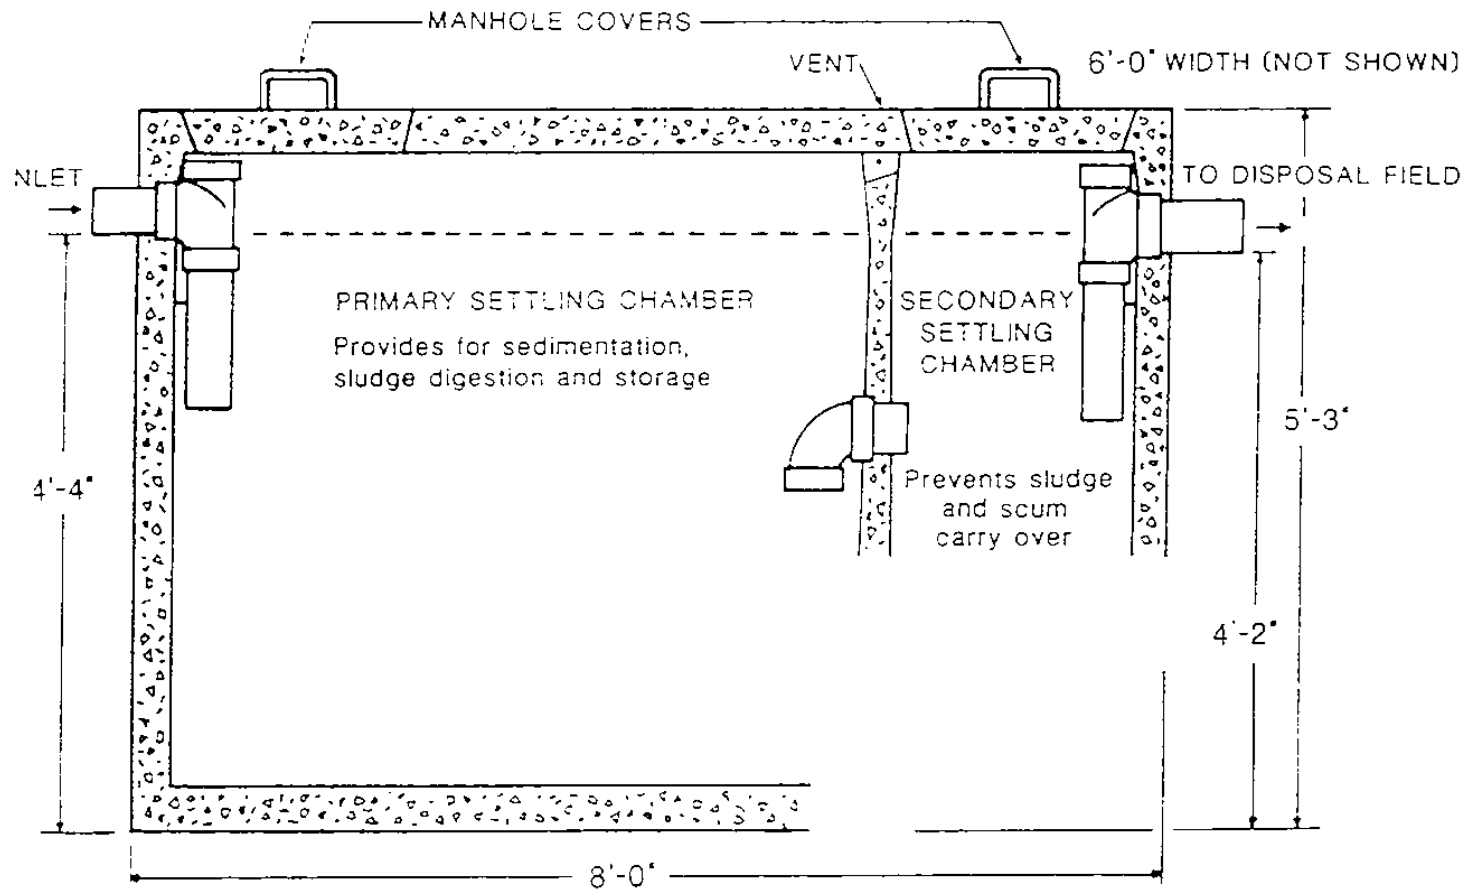 MANHOLE COVERS
VENT
6'-0" WIDTH (NOT SHOWN)
NLET
TO DISPOSAL FIELD
PRIMARY SETTLING CHAMBER
Provides for sedimentation,
sludge digestion and storage
SECONDARY
SETTLING
CHAMBER
5'-3"
4'-4"
Prevents sludge
and scum
carry over
4'-2"
8'-0"